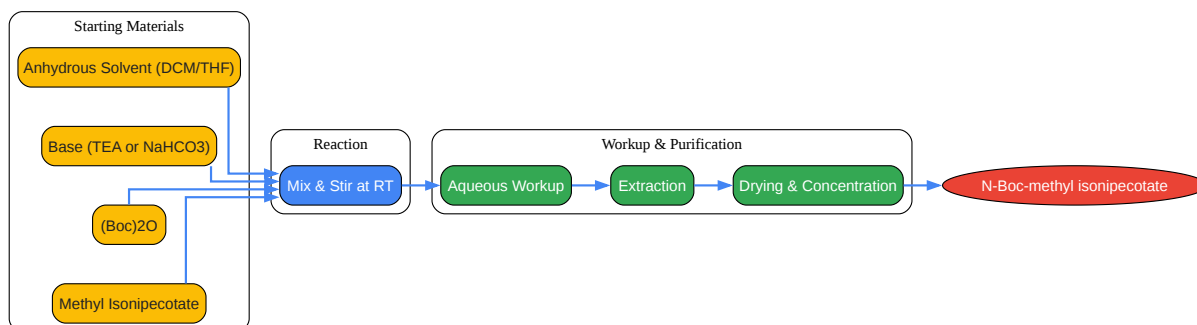 Starting Materials
Anhydrous Solvent (DCM/THF)
Base (TEA or NaHCO3)
(Boc)2O
Methyl Isonipecotate
Reaction
Mix & Stir at RT
Workup & Purification
Aqueous Workup
Extraction
Drying & Concentration
N-Boc-methyl isonipecotate